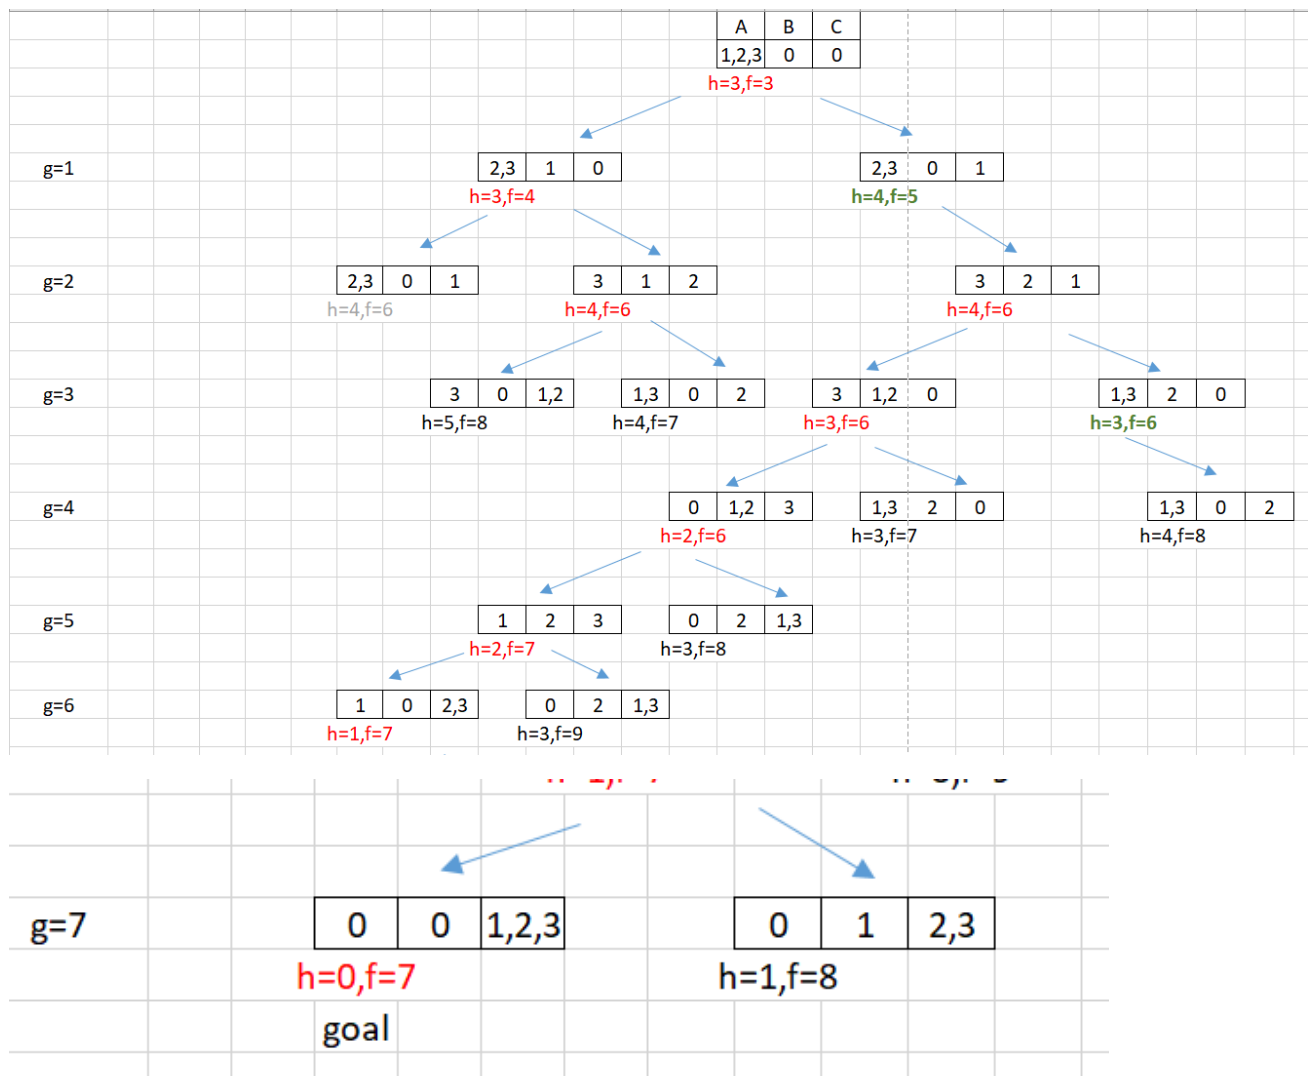 A B C
1,2,3 0 0
h=3,f=3
g=1 2,3 1 0 2,3 0 1
h=3,f=4 h=4,f=5
g=2 2,3 0 1 3 1 2 3 2 1
h=4,f=6 h=4,f=6 h=4,f=6
g=3 3 0 1,2 1,3 0 2 3 1,2 0 1,3 2 0
h=5,f=8 h=4,f=7 h=3,f=6 h=3,f=6
g=4 0 1,2 3 1,3 2 0 1,3 0 2
h=2,f=6 h=3,f=7 h=4,f=8
g=5 1 2 3 0 2 1,3
h=2,f=7 h=3,f=8
g=6 1 0 2,3 0 2 1,3
h=1,f=7 h=3,f=9
g=7 0 0 1,2,3 0 1 2,3
h=0,f=7 h=1,f=8
goal